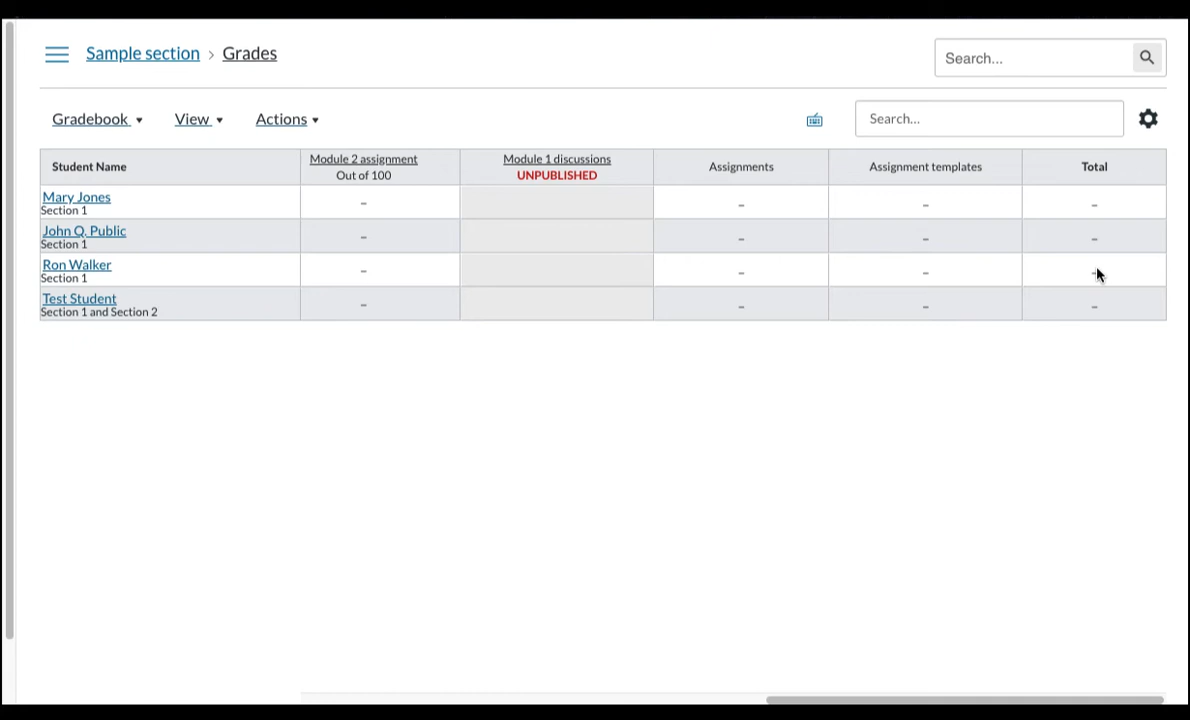 Sample section > Grades
Search...
Gradebook ▾ View ▾ Actions ▾
Search...
Student Name
Module 2 assignment
Out of 100
Module 1 discussions
UNPUBLISHED
Assignments
Assignment templates
Total
Mary Jones
Section 1
– – – –
John Q. Public
Section 1
– – – –
Ron Walker
Section 1
– – – –
Test Student
Section 1 and Section 2
– – – –